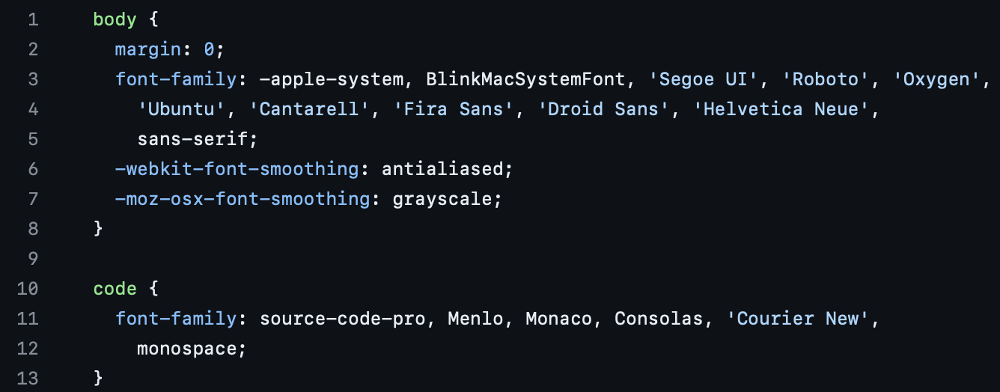 1 body {
2   margin: 0;
3   font-family: -apple-system, BlinkMacSystemFont, 'Segoe UI', 'Roboto', 'Oxygen',
4     'Ubuntu', 'Cantarell', 'Fira Sans', 'Droid Sans', 'Helvetica Neue',
5     sans-serif;
6   -webkit-font-smoothing: antialiased;
7   -moz-osx-font-smoothing: grayscale;
8 }
9
10 code {
11   font-family: source-code-pro, Menlo, Monaco, Consolas, 'Courier New',
12     monospace;
13 }